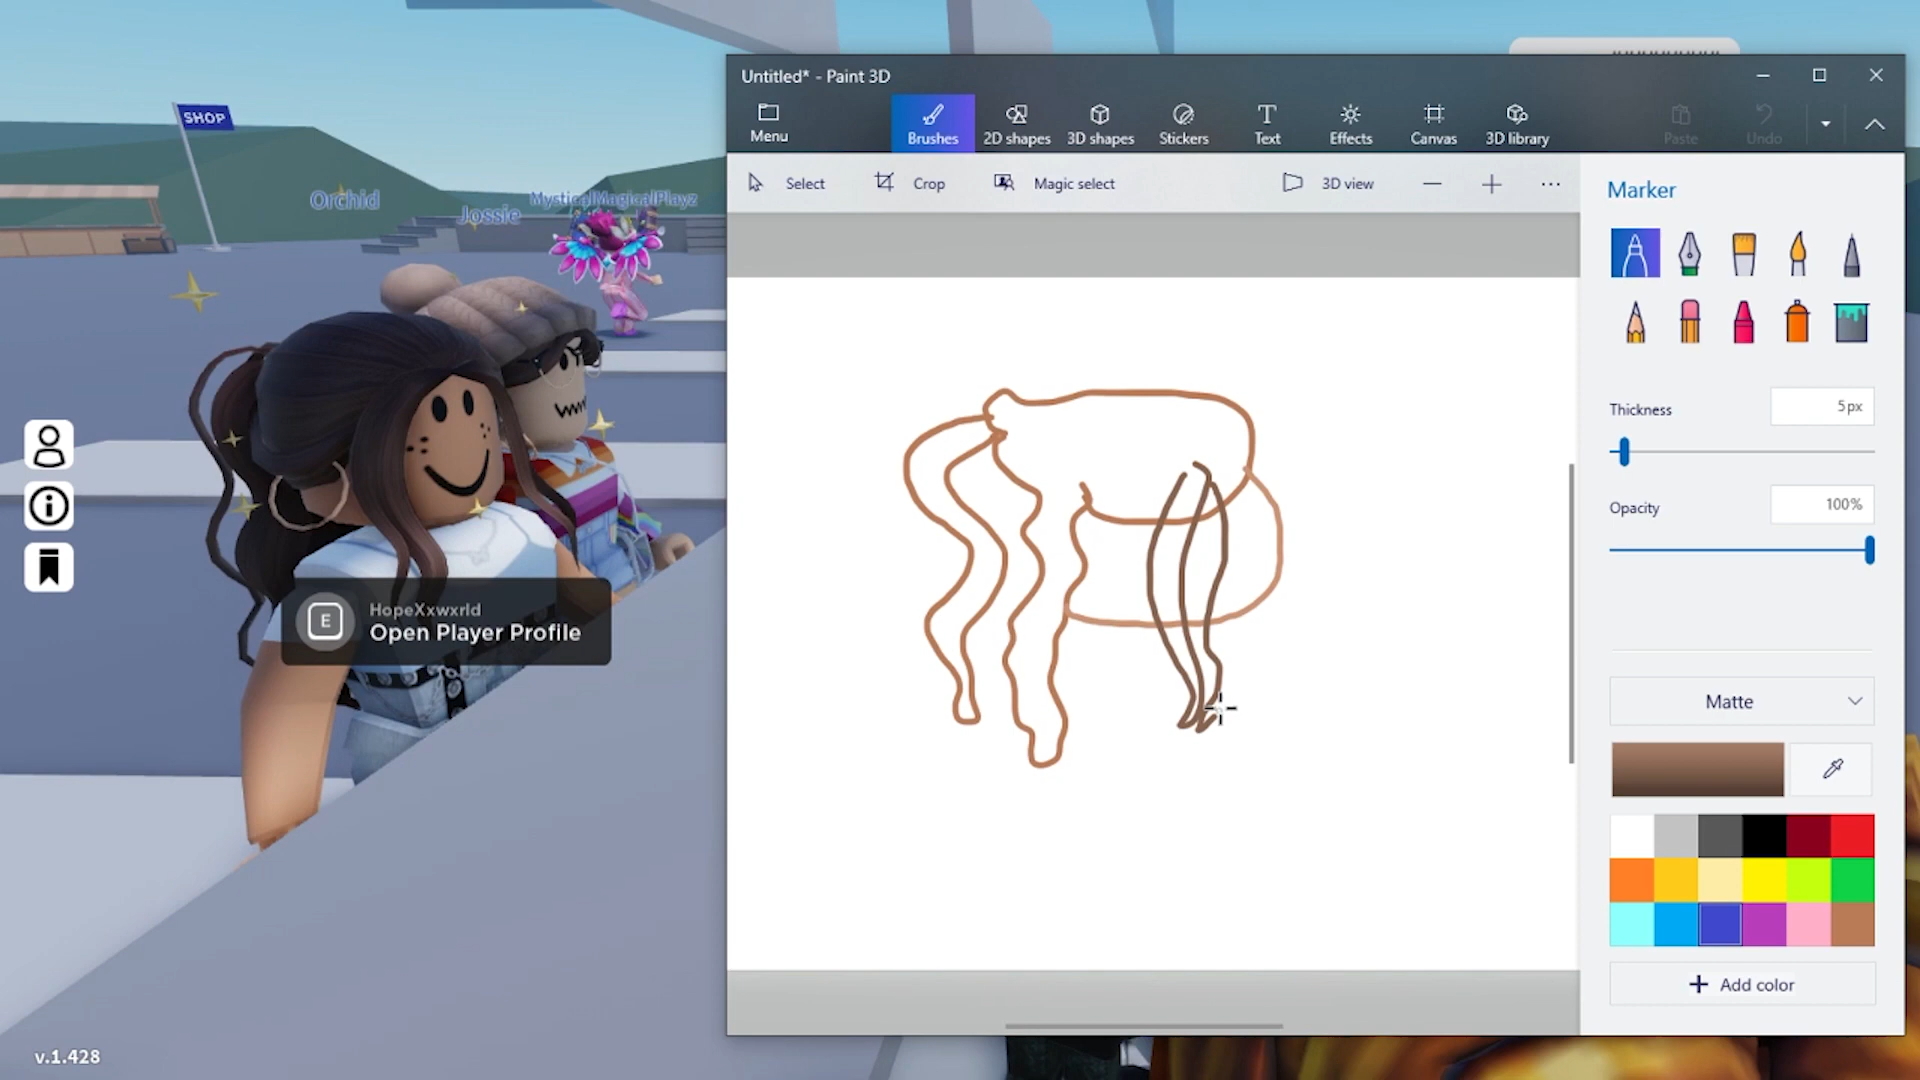 Untitled* - Paint 3D
Menu
Brushes
2D shapes
3D shapes
Stickers
Text
Effects
Canvas
3D library
Paste
Undo
Select
Crop
Magic select
3D view
Marker
Thickness
5px
Opacity
100%
Matte
Add color
SHOP
Orchid
Jossie
MysticalMagicalPlayz
E
HopeXxwxrld
Open Player Profile
v.1.428